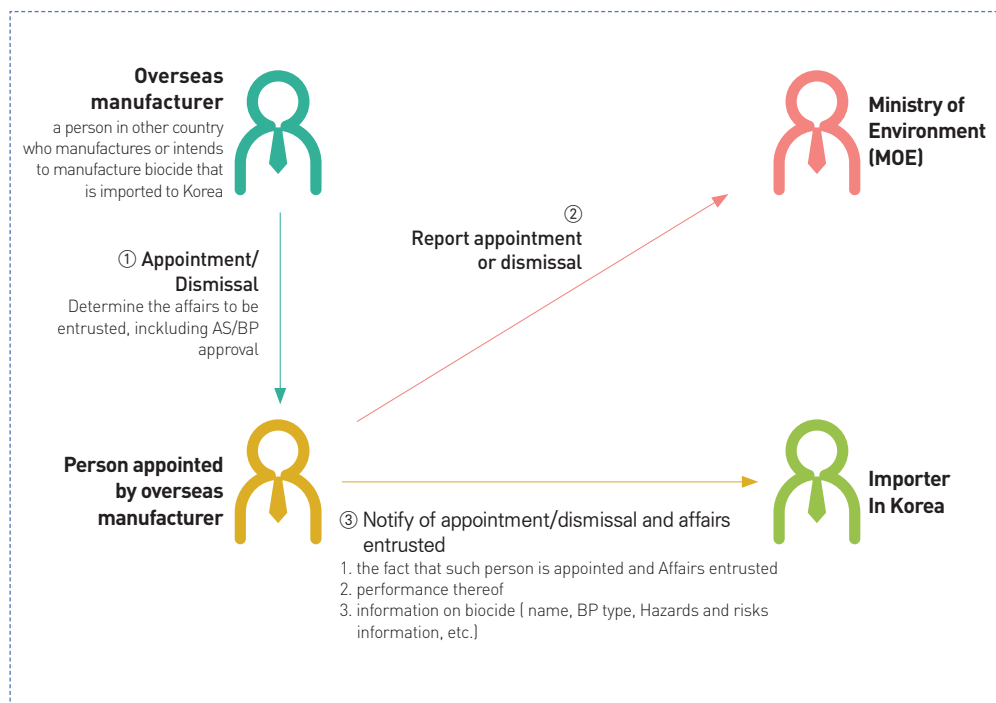 Overseas
manufacturer
a person in other country
who manufactures or intends
to manufacture biocide that
is imported to Korea
Ministry of
Environment
(MOE)
① Appointment/
Dismissal
Determine the affairs to be
entrusted, inckluding AS/BP
approval
②
Report appointment
or dismissal
Person appointed
by overseas
manufacturer
Importer
In Korea
③ Notify of appointment/dismissal and affairs
entrusted
1. the fact that such person is appointed and Affairs entrusted
2. performance thereof
3. information on biocide ( name, BP type, Hazards and risks
information, etc.)